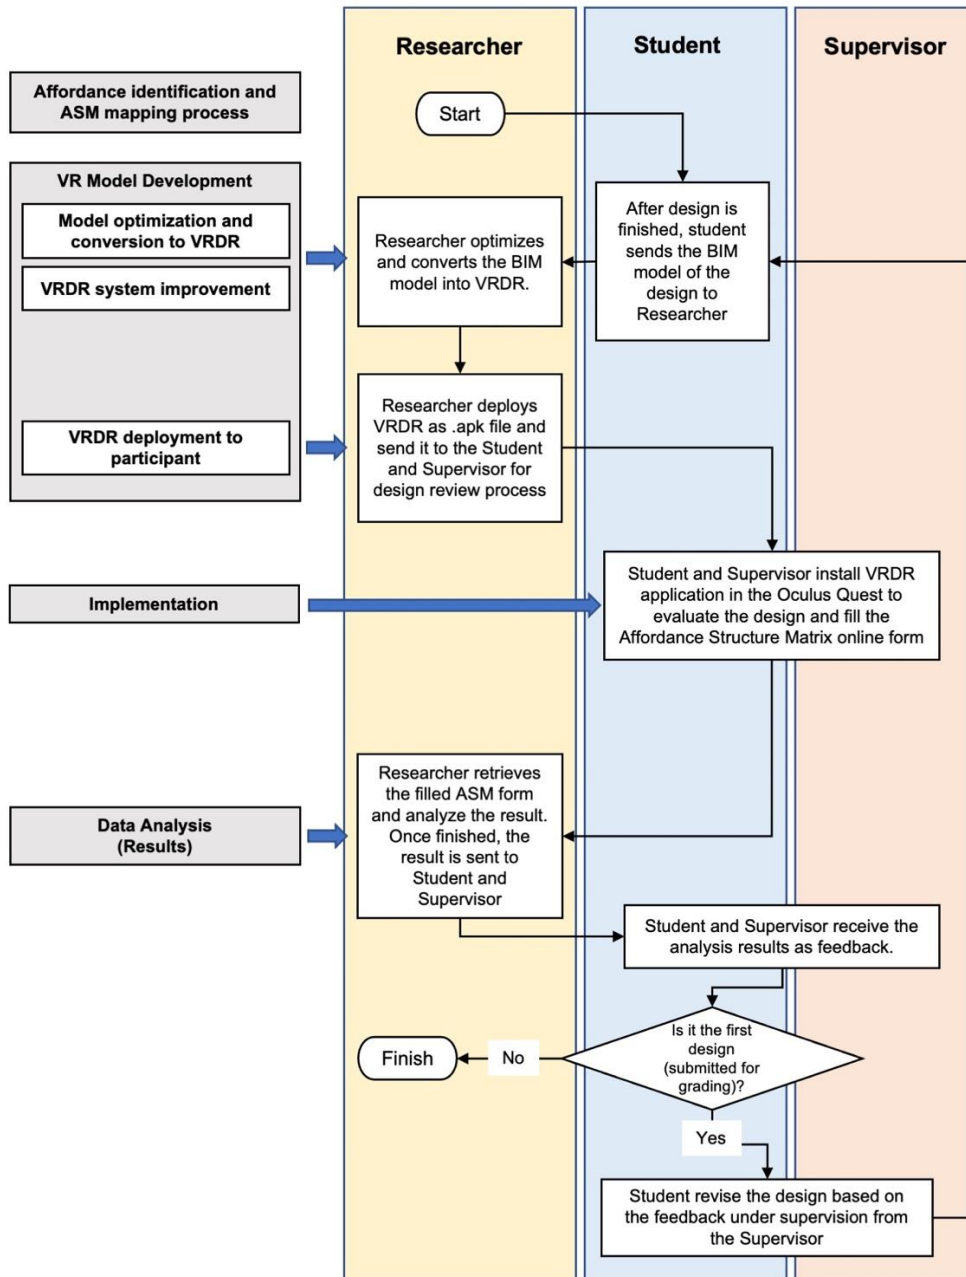 Researcher
Student
Supervisor
Affordance identification and
ASM mapping process
Start
VR Model Development
Model optimization and
conversion to VRDR
VRDR system improvement
Researcher optimizes
and converts the BIM
model into VRDR.
After design is
finished, student
sends the BIM
model of the
design to
Researcher
VRDR deployment to
participant
Researcher deploys
VRDR as .apk file and
send it to the Student
and Supervisor for
design review process
Implementation
Student and Supervisor install VRDR
application in the Oculus Quest to
evaluate the design and fill the
Affordance Structure Matrix online form
Data Analysis
(Results)
Researcher retrieves
the filled ASM form
and analyze the result.
Once finished, the
result is sent to
Student and
Supervisor
Student and Supervisor receive the
analysis results as feedback.
Is it the first
design
(submitted for
grading)?
No
Finish
Yes
Student revise the design based on
the feedback under supervision from
the Supervisor